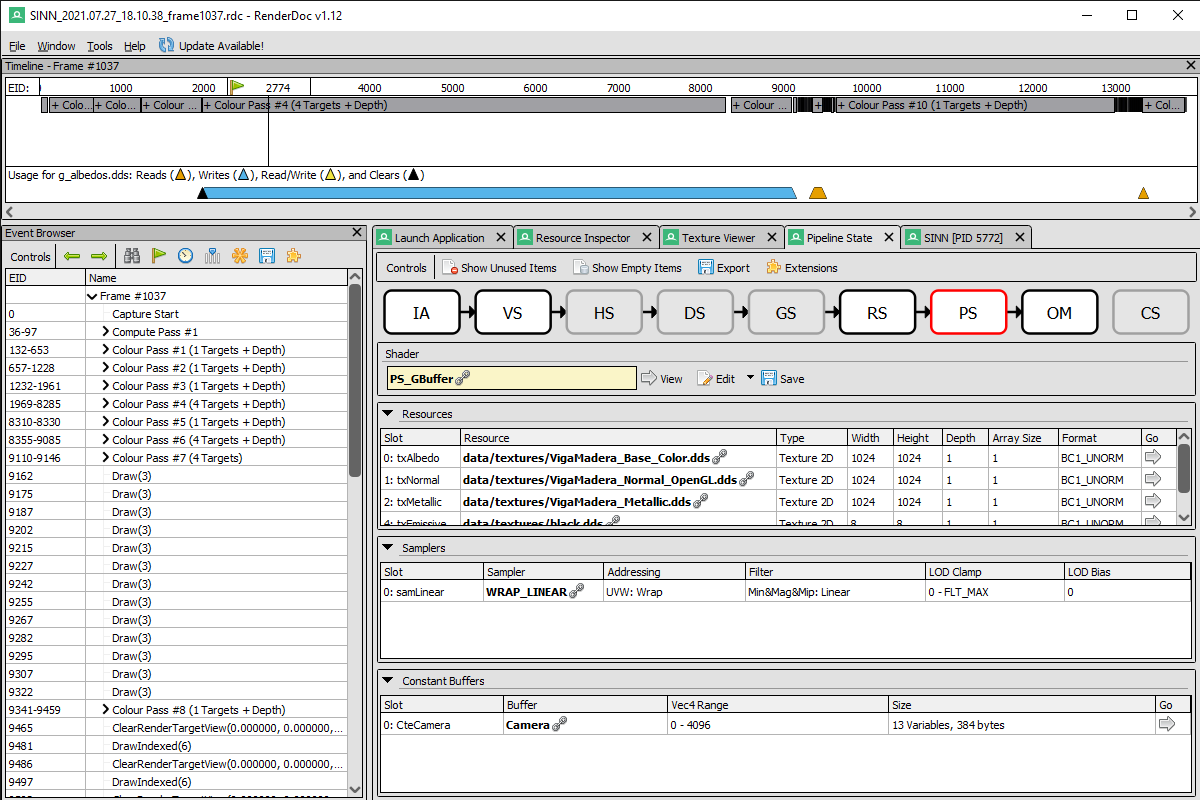 SINN_2021.07.27_18.10.38_frame1037.rdc - RenderDoc v1.12
File Window Tools Help Update Available!
Timeline - Frame #1037
EID: 1000 2000 2774 4000 5000 6000 7000 8000 9000 10000 11000 12000 13000
+ Colo... + Colo... + Colour ... + Colour Pass #4 (4 Targets + Depth) + Colour ... + + Colour Pass #10 (1 Targets + Depth) + Col...
Usage for g_albedos.dds: Reads ( ), Writes ( ), Read/Write ( ), and Clears ( )
Event Browser
Controls
EID Name
Frame #1037
0 Capture Start
36-97 Compute Pass #1
132-653 Colour Pass #1 (1 Targets + Depth)
657-1228 Colour Pass #2 (1 Targets + Depth)
1232-1961 Colour Pass #3 (1 Targets + Depth)
1969-8285 Colour Pass #4 (4 Targets + Depth)
8310-8330 Colour Pass #5 (1 Targets + Depth)
8355-9085 Colour Pass #6 (4 Targets + Depth)
9110-9146 Colour Pass #7 (4 Targets)
9162 Draw(3)
9175 Draw(3)
9187 Draw(3)
9202 Draw(3)
9215 Draw(3)
9227 Draw(3)
9242 Draw(3)
9255 Draw(3)
9267 Draw(3)
9282 Draw(3)
9295 Draw(3)
9307 Draw(3)
9322 Draw(3)
9341-9459 Colour Pass #8 (1 Targets + Depth)
9465 ClearRenderTargetView(0.000000, 0.000000,...
9481 DrawIndexed(6)
9486 ClearRenderTargetView(0.000000, 0.000000,...
9497 DrawIndexed(6)
Launch Application Resource Inspector Texture Viewer Pipeline State SINN [PID 5772]
Controls Show Unused Items Show Empty Items Export Extensions
IA VS HS DS GS RS PS OM CS
Shader
PS_GBuffer View Edit Save
Resources
Slot Resource Type Width Height Depth Array Size Format Go
0: txAlbedo data/textures/VigaMadera_Base_Color.dds Texture 2D 1024 1024 1 1 BC1_UNORM
1: txNormal data/textures/VigaMadera_Normal_OpenGL.dds Texture 2D 1024 1024 1 1 BC1_UNORM
2: txMetallic data/textures/VigaMadera_Metallic.dds Texture 2D 1024 1024 1 1 BC1_UNORM
4: txEmissive data/textures/black.dds Texture 2D 8 8 1 1 BC1_UNORM
Samplers
Slot Sampler Addressing Filter LOD Clamp LOD Bias
0: samLinear WRAP_LINEAR UVW: Wrap Min&Mag&Mip: Linear 0 - FLT_MAX 0
Constant Buffers
Slot Buffer Vec4 Range Size Go
0: CteCamera Camera 0 - 4096 13 Variables, 384 bytes